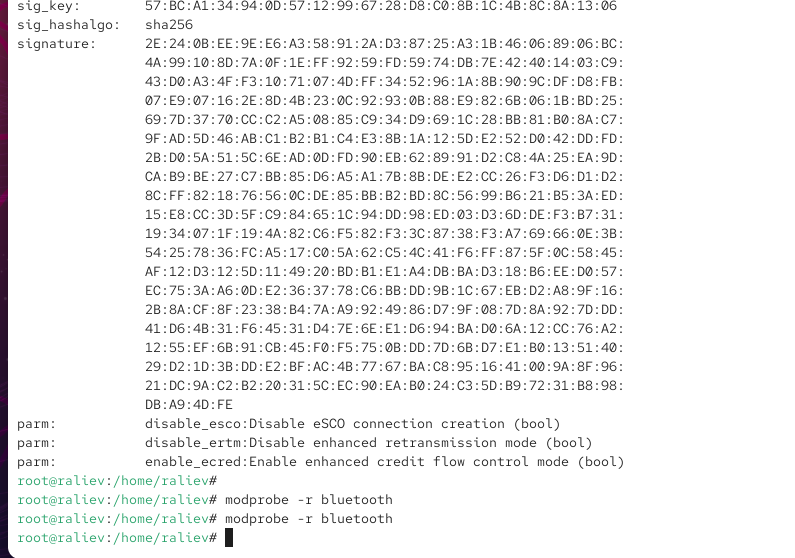 sig_key:        57:BC:A1:34:94:0D:57:12:99:67:28:D8:C0:8B:1C:4B:8C:8A:13:06
sig_hashalgo:   sha256
signature:      2E:24:0B:EE:9E:E6:A3:58:91:2A:D3:87:25:A3:1B:46:06:89:06:BC:
                4A:99:10:8D:7A:0F:1E:FF:92:59:FD:59:74:DB:7E:42:40:14:03:C9:
                43:D0:A3:4F:F3:10:71:07:4D:FF:34:52:96:1A:8B:90:9C:DF:D8:FB:
                07:E9:07:16:2E:8D:4B:23:0C:92:93:0B:88:E9:82:6B:06:1B:BD:25:
                69:7D:37:70:CC:C2:A5:08:85:C9:34:D9:69:1C:28:BB:81:B0:8A:C7:
                9F:AD:5D:46:AB:C1:B2:B1:C4:E3:8B:1A:12:5D:E2:52:D0:42:DD:FD:
                2B:D0:5A:51:5C:6E:AD:0D:FD:90:EB:62:89:91:D2:C8:4A:25:EA:9D:
                CA:B9:BE:27:C7:BB:85:D6:A5:A1:7B:8B:DE:E2:CC:26:F3:D6:D1:D2:
                8C:FF:82:18:76:56:0C:DE:85:BB:B2:BD:8C:56:99:B6:21:B5:3A:ED:
                15:E8:CC:3D:5F:C9:84:65:1C:94:DD:98:ED:03:D3:6D:DE:F3:B7:31:
                19:34:07:1F:19:4A:82:C6:F5:82:F3:3C:87:38:F3:A7:69:66:0E:3B:
                54:25:78:36:FC:A5:17:C0:5A:62:C5:4C:41:F6:FF:87:5F:0C:58:45:
                AF:12:D3:12:5D:11:49:20:BD:B1:E1:A4:DB:BA:D3:18:B6:EE:D0:57:
                EC:75:3A:A6:0D:E2:36:37:78:C6:BB:DD:9B:1C:67:EB:D2:A8:9F:16:
                2B:8A:CF:8F:23:38:B4:7A:A9:92:49:86:D7:9F:08:7D:8A:92:7D:DD:
                41:D6:4B:31:F6:45:31:D4:7E:6E:E1:D6:94:BA:D0:6A:12:CC:76:A2:
                12:55:EF:6B:91:CB:45:F0:F5:75:0B:DD:7D:6B:D7:E1:B0:13:51:40:
                29:D2:1D:3B:DD:E2:BF:AC:4B:77:67:BA:C8:95:16:41:00:9A:8F:96:
                21:DC:9A:C2:B2:20:31:5C:EC:90:EA:B0:24:C3:5D:B9:72:31:B8:98:
                DB:A9:4D:FE
parm:           disable_esco:Disable eSCO connection creation (bool)
parm:           disable_ertm:Disable enhanced retransmission mode (bool)
parm:           enable_ecred:Enable enhanced credit flow control mode (bool)
root@raliev:/home/raliev#
root@raliev:/home/raliev# modprobe -r bluetooth
root@raliev:/home/raliev# modprobe -r bluetooth
root@raliev:/home/raliev#